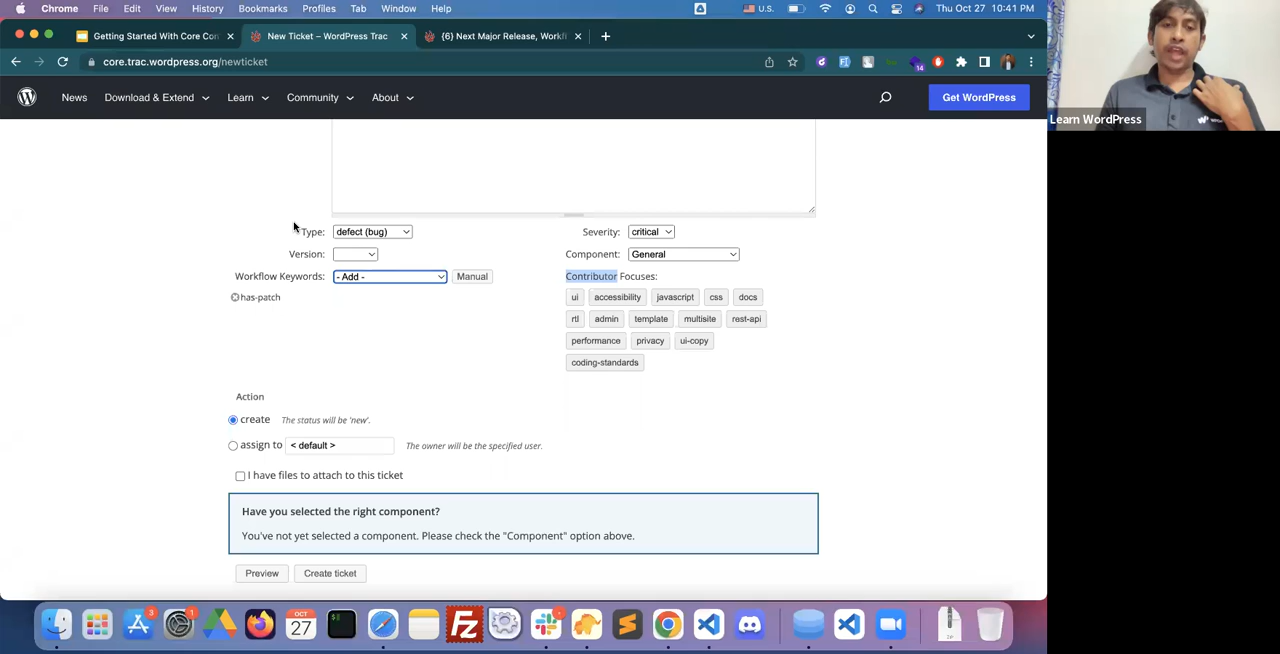 Chrome File Edit View History Bookmarks Profiles Tab Window Help U.S. Thu Oct 27 10:41 PM
Getting Started With Core Con New Ticket – WordPress Trac {6} Next Major Release, Workfl
core.trac.wordpress.org/newticket
14
News Download & Extend Learn Community About Get WordPress
Learn WordPress
Type: defect (bug) Severity: critical
Version: Component: General
Workflow Keywords: - Add - Manual Contributor Focuses:
has-patch ui accessibility javascript css docs
rtl admin template multisite rest-api
performance privacy ui-copy
coding-standards
Action
create The status will be 'new'.
assign to < default > The owner will be the specified user.
I have files to attach to this ticket
Have you selected the right component?
You've not yet selected a component. Please check the "Component" option above.
Preview Create ticket
3 1 OCT 27 Fz ZIP